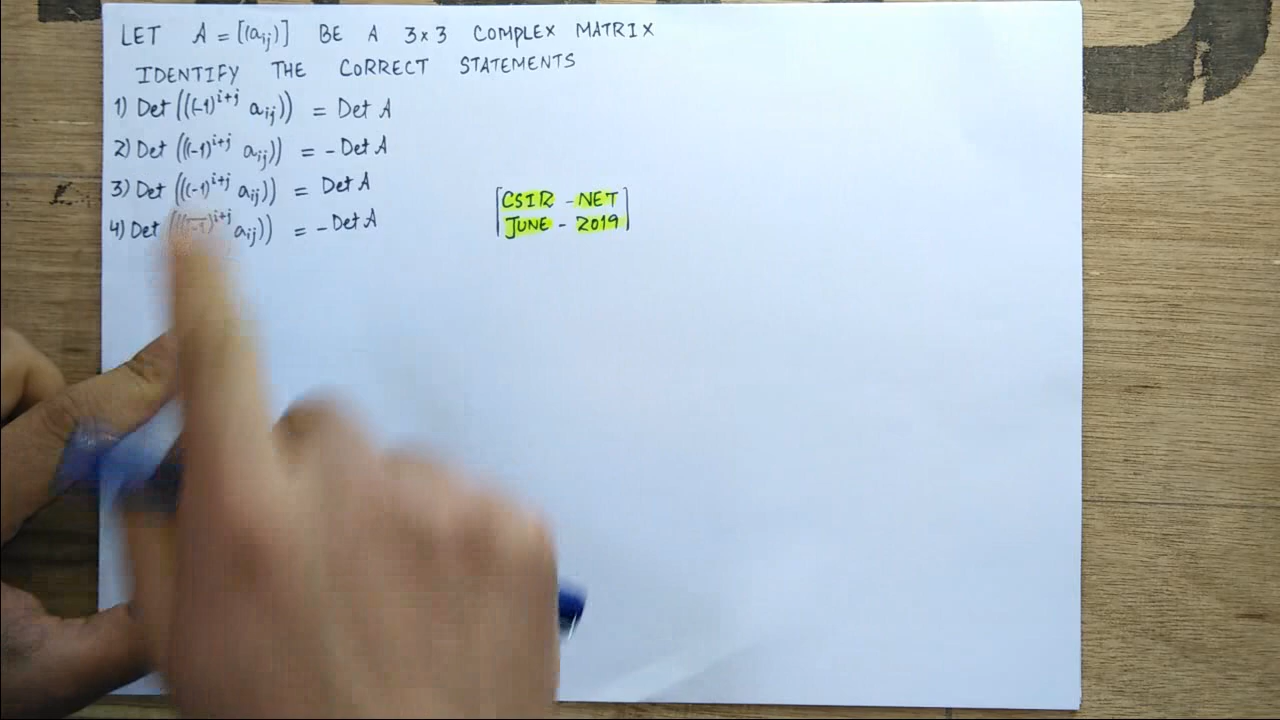 LET A = [(aij)] BE A 3×3 COMPLEX MATRIX
IDENTIFY THE CORRECT STATEMENTS
1) Det (((-1)^i+j aij)) = Det A
2) Det (((-1)^i+j aij)) = - Det A
3) Det (((-1)^i+j aij)) = Det A
4) Det (((√-1)^i+j aij)) = - Det A
[CSIR - NET
JUNE - 2019]